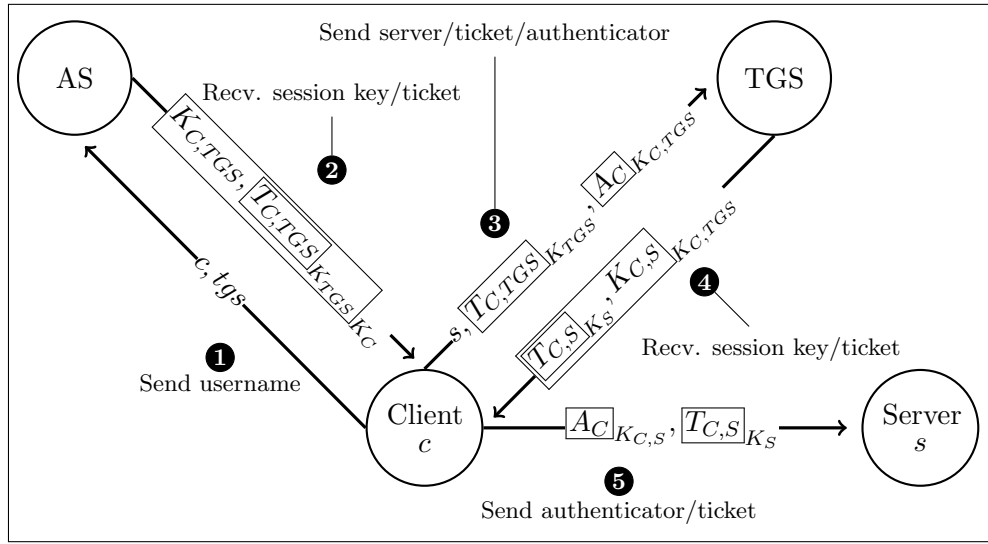 Send server/ticket/authenticator
AS
TGS
Recv. session key/ticket
2
K_{C,TGS}, T_{C,TGS}_{K_{TGS}}_{K_C}
3
s, T_{C,TGS}_{K_{TGS}}, A_C_{K_{C,TGS}}
c, tgs
4
T_{C,S}_{K_S}, K_{C,S}_{K_{C,TGS}}
1
Send username
Recv. session key/ticket
Client
c
A_C_{K_{C,S}}, T_{C,S}_{K_S}
Server
s
5
Send authenticator/ticket